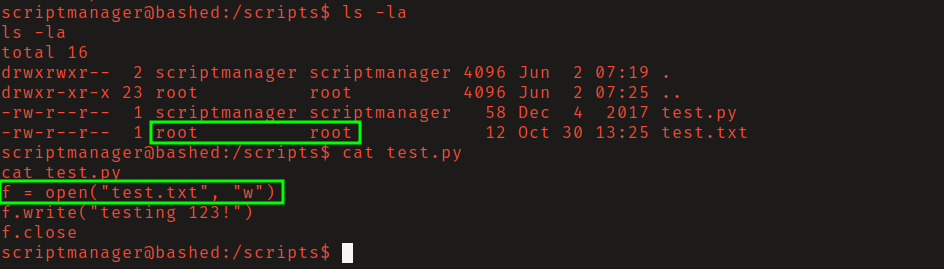 scriptmanager@bashed:/scripts$ ls -la
ls -la
total 16
drwxrwxr--  2 scriptmanager scriptmanager 4096 Jun  2 07:19 .
drwxr-xr-x 23 root          root          4096 Jun  2 07:25 ..
-rw-r--r--  1 scriptmanager scriptmanager   58 Dec  4  2017 test.py
-rw-r--r--  1 root          root            12 Oct 30 13:25 test.txt
scriptmanager@bashed:/scripts$ cat test.py
cat test.py
f = open("test.txt", "w")
f.write("testing 123!")
f.close
scriptmanager@bashed:/scripts$